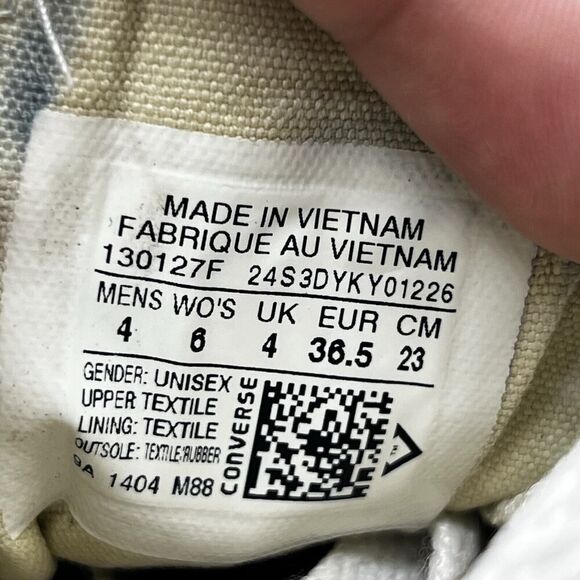 MADE IN VIETNAM
FABRIQUE AU VIETNAM
130127F 24S3DYKY01226
MENS WO'S UK EUR CM
4 6 4 36.5 23
GENDER: UNISEX
UPPER TEXTILE
LINING: TEXTILE
OUTSOLE: TEXTILE/RUBBER
9A 1404 M88
CONVERSE